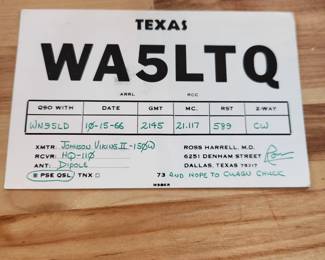 TEXAS
WA5LTQ
ARRL RCC
QSO WITH DATE GMT MC. RST 2-WAY
WN5SLD 10-15-66 2145 21.117 589 CW
XMTR. JOHNSON VIKING II - 150W
RCVR: HQ-110
ANT: DIPOLE
PSE QSL TNX
ROSS HARRELL, M.D.
6251 DENHAM STREET
DALLAS, TEXAS 75217
73 AND HOPE TO CUAGN CHUCK